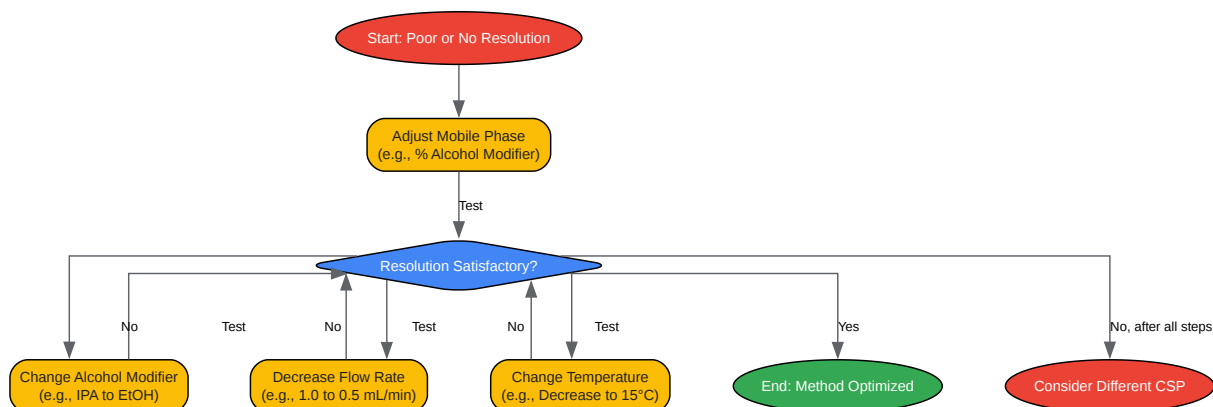 Start: Poor or No Resolution
Adjust Mobile Phase
(e.g., % Alcohol Modifier)
Test
Resolution Satisfactory?
No
Test
No
Test
No
Test
Yes
No, after all steps
Change Alcohol Modifier
(e.g., IPA to EtOH)
Decrease Flow Rate
(e.g., 1.0 to 0.5 mL/min)
Change Temperature
(e.g., Decrease to 15°C)
End: Method Optimized
Consider Different CSP